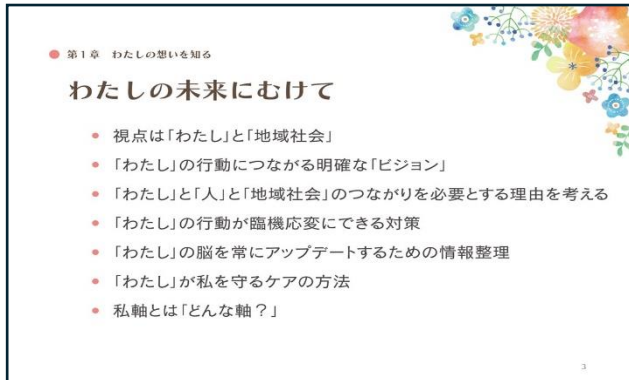 第1章 わたしの想いを知る
わたしの未来にむけて
視点は「わたし」と「地域社会」
「わたし」の行動につながる明確な「ビジョン」
「わたし」と「人」と「地域社会」のつながりを必要とする理由を考える
「わたし」の行動が臨機応変にできる対策
「わたし」の脳を常にアップデートするための情報整理
「わたし」が私を守るケアの方法
私軸とは「どんな軸？」
3